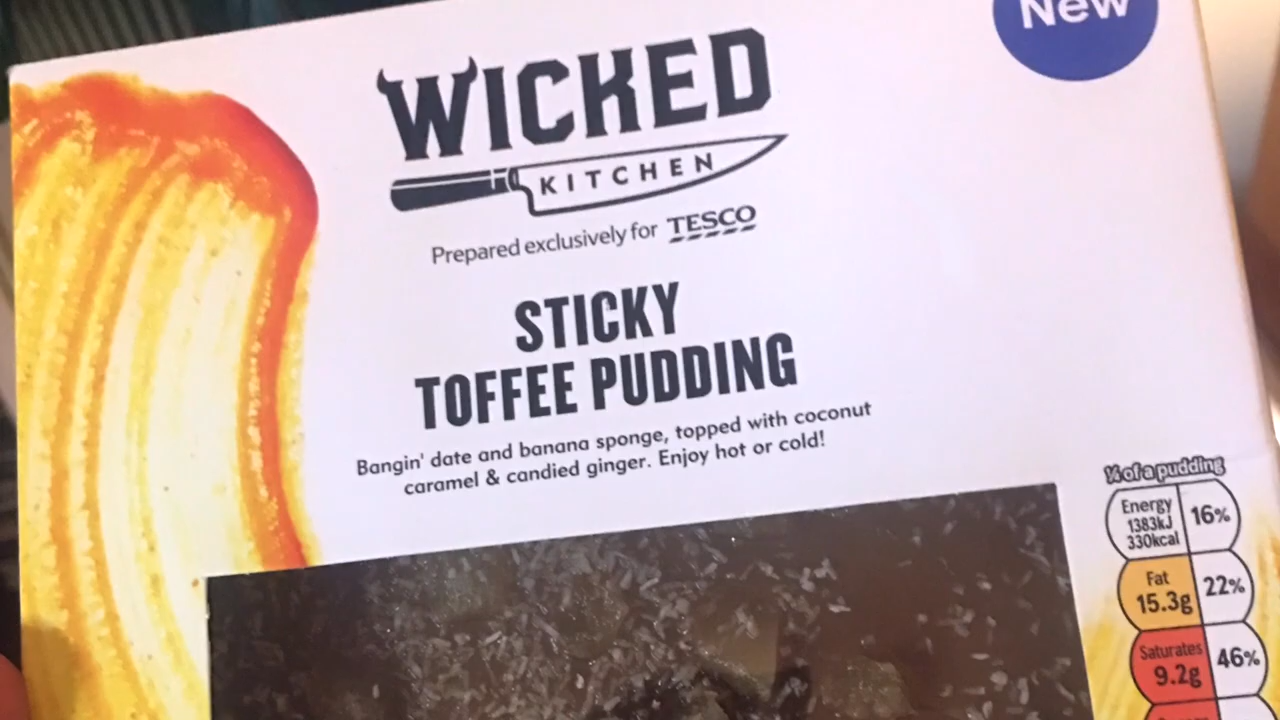 New
WICKED
KITCHEN
Prepared exclusively for TESCO
STICKY
TOFFEE PUDDING
Bangin' date and banana sponge, topped with coconut
caramel & candied ginger. Enjoy hot or cold!
¼ of a pudding
Energy
1383kJ
330kcal
16%
Fat
15.3g
22%
Saturates
9.2g
46%